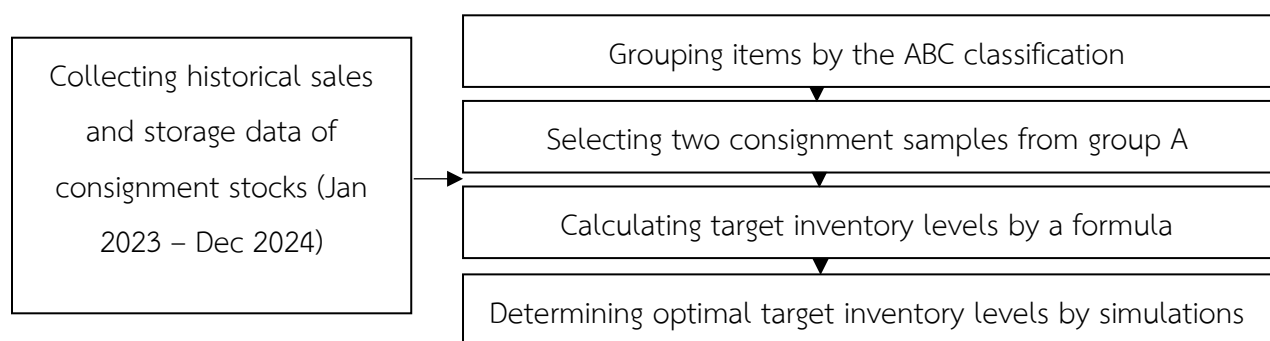 Collecting historical sales
and storage data of
consignment stocks (Jan
2023 – Dec 2024)
Grouping items by the ABC classification
Selecting two consignment samples from group A
Calculating target inventory levels by a formula
Determining optimal target inventory levels by simulations